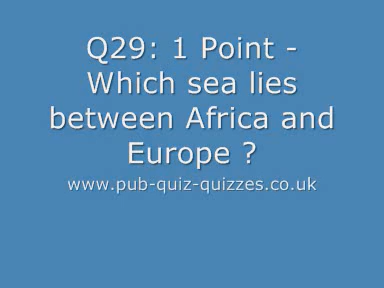 Q29: 1 Point -
Which sea lies
between Africa and
Europe ?
www.pub-quiz-quizzes.co.uk